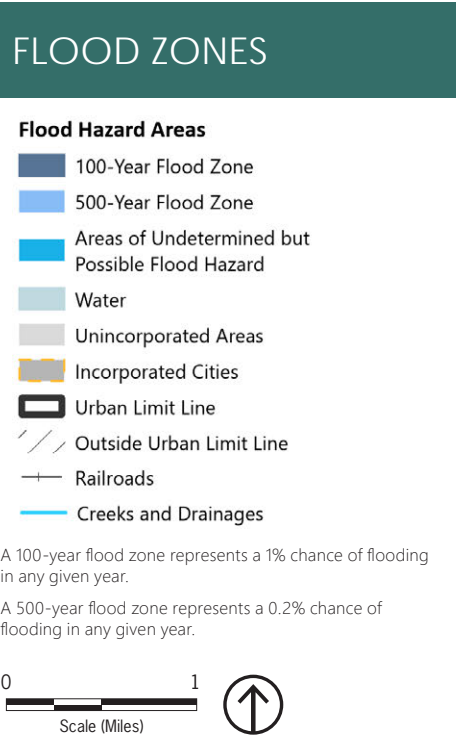 FLOOD ZONES
Flood Hazard Areas
100-Year Flood Zone
500-Year Flood Zone
Areas of Undetermined but
Possible Flood Hazard
Water
Unincorporated Areas
Incorporated Cities
Urban Limit Line
Outside Urban Limit Line
Railroads
Creeks and Drainages
A 100-year flood zone represents a 1% chance of flooding
in any given year.
A 500-year flood zone represents a 0.2% chance of
flooding in any given year.
0 1
Scale (Miles)